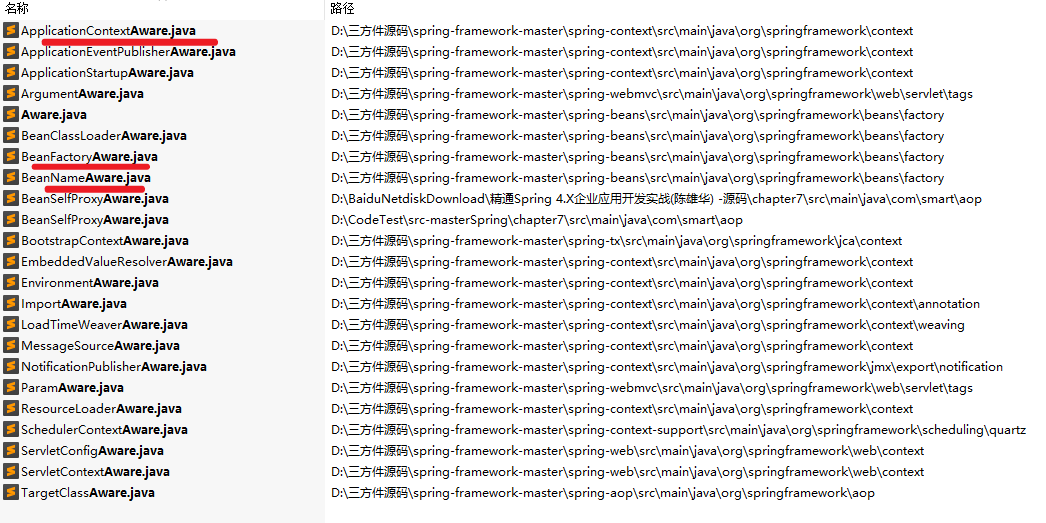 名称 路径
ApplicationContextAware.java D:\三方件源码\spring-framework-master\spring-context\src\main\java\org\springframework\context
ApplicationEventPublisherAware.java D:\三方件源码\spring-framework-master\spring-context\src\main\java\org\springframework\context
ApplicationStartupAware.java D:\三方件源码\spring-framework-master\spring-context\src\main\java\org\springframework\context
ArgumentAware.java D:\三方件源码\spring-framework-master\spring-webmvc\src\main\java\org\springframework\web\servlet\tags
Aware.java D:\三方件源码\spring-framework-master\spring-beans\src\main\java\org\springframework\beans\factory
BeanClassLoaderAware.java D:\三方件源码\spring-framework-master\spring-beans\src\main\java\org\springframework\beans\factory
BeanFactoryAware.java D:\三方件源码\spring-framework-master\spring-beans\src\main\java\org\springframework\beans\factory
BeanNameAware.java D:\三方件源码\spring-framework-master\spring-beans\src\main\java\org\springframework\beans\factory
BeanSelfProxyAware.java D:\BaiduNetdiskDownload\精通Spring 4.X企业应用开发实战(陈雄华) -源码\chapter7\src\main\java\com\smart\aop
BeanSelfProxyAware.java D:\CodeTest\src-masterSpring\chapter7\src\main\java\com\smart\aop
BootstrapContextAware.java D:\三方件源码\spring-framework-master\spring-tx\src\main\java\org\springframework\jca\context
EmbeddedValueResolverAware.java D:\三方件源码\spring-framework-master\spring-context\src\main\java\org\springframework\context
EnvironmentAware.java D:\三方件源码\spring-framework-master\spring-context\src\main\java\org\springframework\context
ImportAware.java D:\三方件源码\spring-framework-master\spring-context\src\main\java\org\springframework\context\annotation
LoadTimeWeaverAware.java D:\三方件源码\spring-framework-master\spring-context\src\main\java\org\springframework\context\weaving
MessageSourceAware.java D:\三方件源码\spring-framework-master\spring-context\src\main\java\org\springframework\context
NotificationPublisherAware.java D:\三方件源码\spring-framework-master\spring-context\src\main\java\org\springframework\jmx\export\notification
ParamAware.java D:\三方件源码\spring-framework-master\spring-webmvc\src\main\java\org\springframework\web\servlet\tags
ResourceLoaderAware.java D:\三方件源码\spring-framework-master\spring-context\src\main\java\org\springframework\context
SchedulerContextAware.java D:\三方件源码\spring-framework-master\spring-context-support\src\main\java\org\springframework\scheduling\quartz
ServletConfigAware.java D:\三方件源码\spring-framework-master\spring-web\src\main\java\org\springframework\web\context
ServletContextAware.java D:\三方件源码\spring-framework-master\spring-web\src\main\java\org\springframework\web\context
TargetClassAware.java D:\三方件源码\spring-framework-master\spring-aop\src\main\java\org\springframework\aop